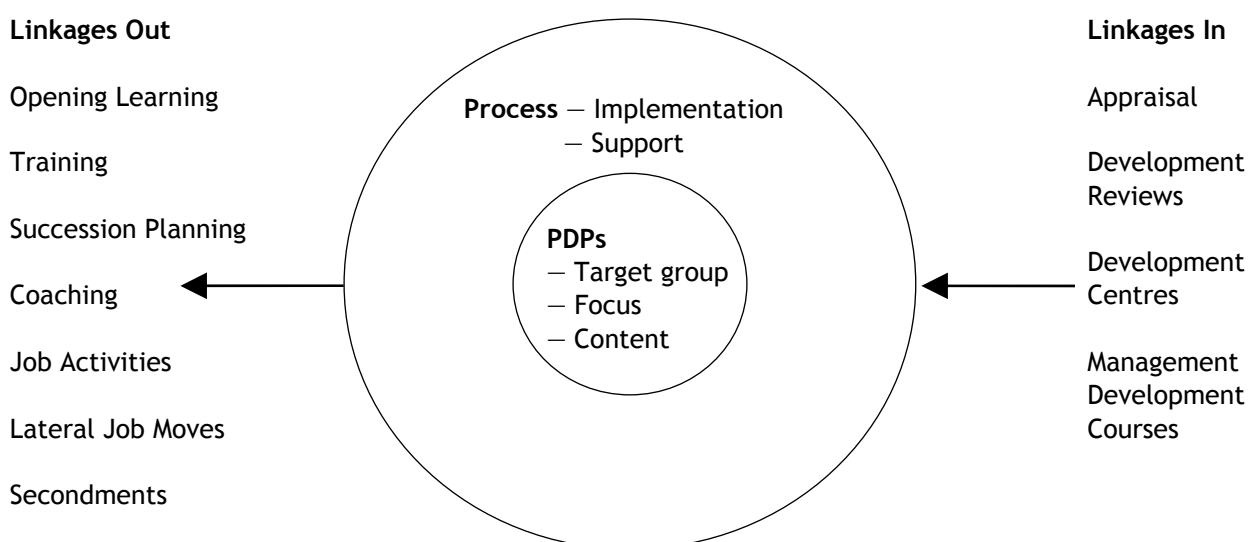 Linkages Out
Opening Learning
Training
Succession Planning
Coaching
Job Activities
Lateral Job Moves
Secondments
Process — Implementation
— Support
PDPs
— Target group
— Focus
— Content
Linkages In
Appraisal
Development
Reviews
Development
Centres
Management
Development
Courses